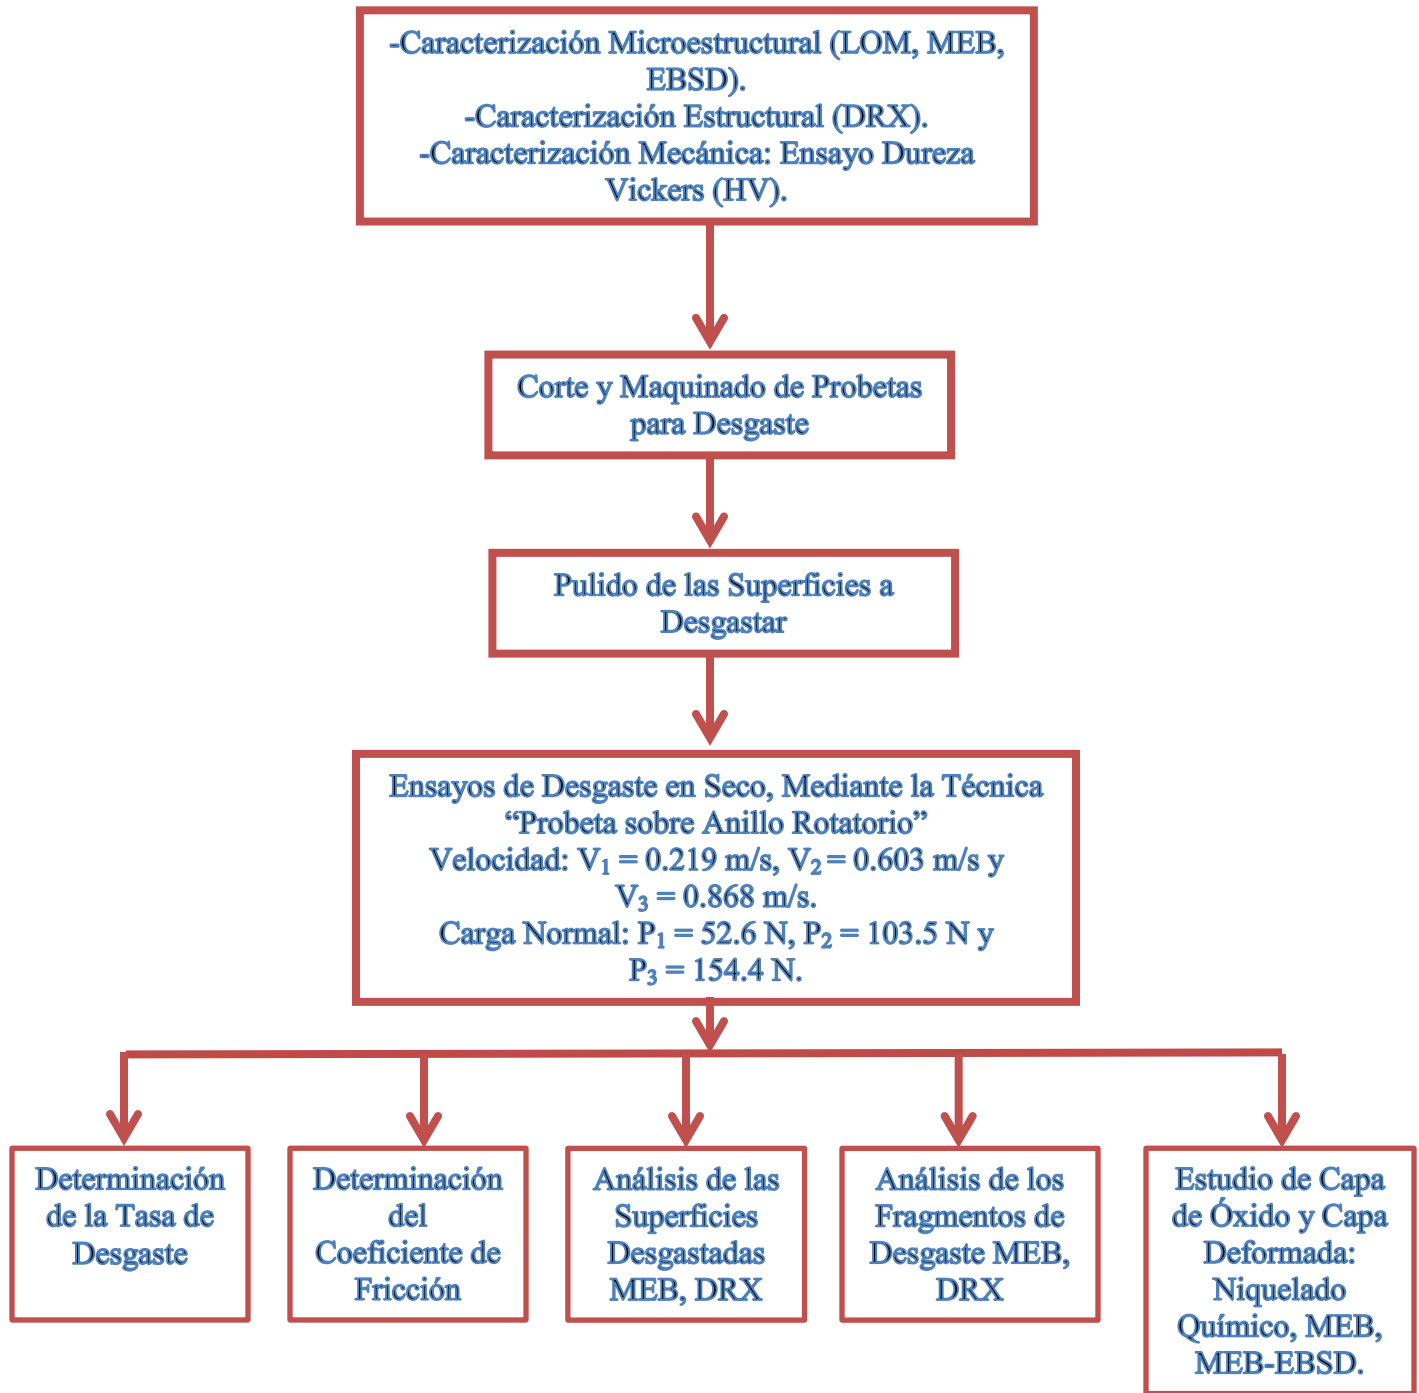 -Caracterización Microestructural (LOM, MEB,
EBSD).
-Caracterización Estructural (DRX).
-Caracterización Mecánica: Ensayo Dureza
Vickers (HV).
Corte y Maquinado de Probetas
para Desgaste
Pulido de las Superficies a
Desgastar
Ensayos de Desgaste en Seco, Mediante la Técnica
“Probeta sobre Anillo Rotatorio”
Velocidad: V₁ = 0.219 m/s, V₂ = 0.603 m/s y
V₃ = 0.868 m/s.
Carga Normal: P₁ = 52.6 N, P₂ = 103.5 N y
P₃ = 154.4 N.
Determinación
de la Tasa de
Desgaste
Determinación
del
Coeficiente de
Fricción
Análisis de las
Superficies
Desgastadas
MEB, DRX
Análisis de los
Fragmentos de
Desgaste MEB,
DRX
Estudio de Capa
de Óxido y Capa
Deformada:
Niquelado
Químico, MEB,
MEB-EBSD.